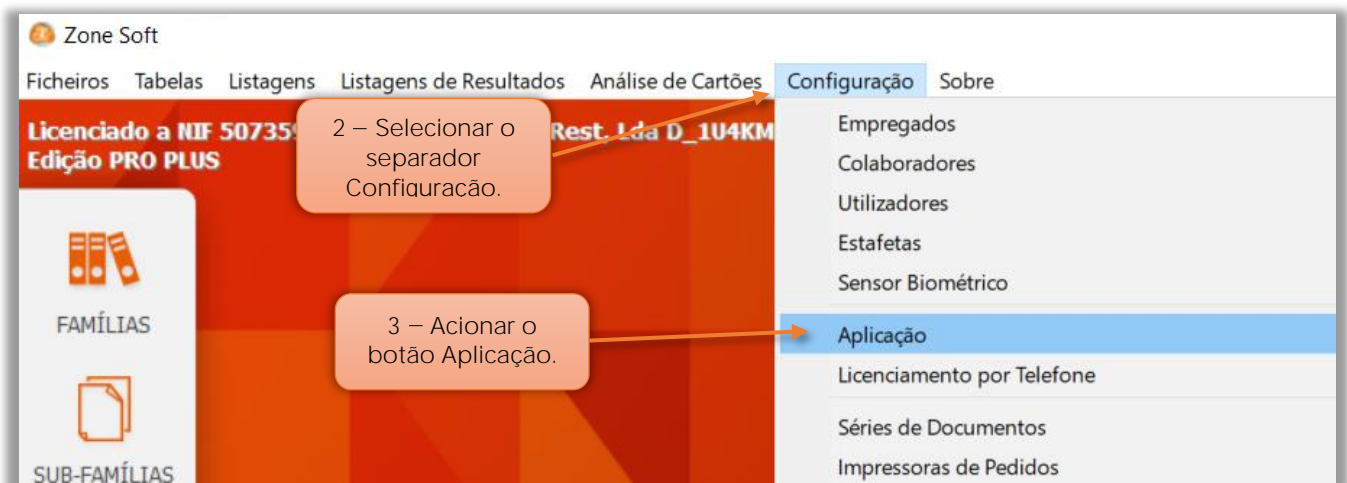 Zone Soft
Ficheiros Tabelas Listagens Listagens de Resultados Análise de Cartões Configuração Sobre
Licenciado a NIF 50735 Rest, Lda D_1U4KM
Edição PRO PLUS
2 – Selecionar o
separador
Configuração.
Empregados
Colaboradores
Utilizadores
Estafetas
Sensor Biométrico
FAMÍLIAS
3 – Acionar o
botão Aplicação.
Aplicação
Licenciamento por Telefone
Séries de Documentos
Impressoras de Pedidos
SUB-FAMÍLIAS